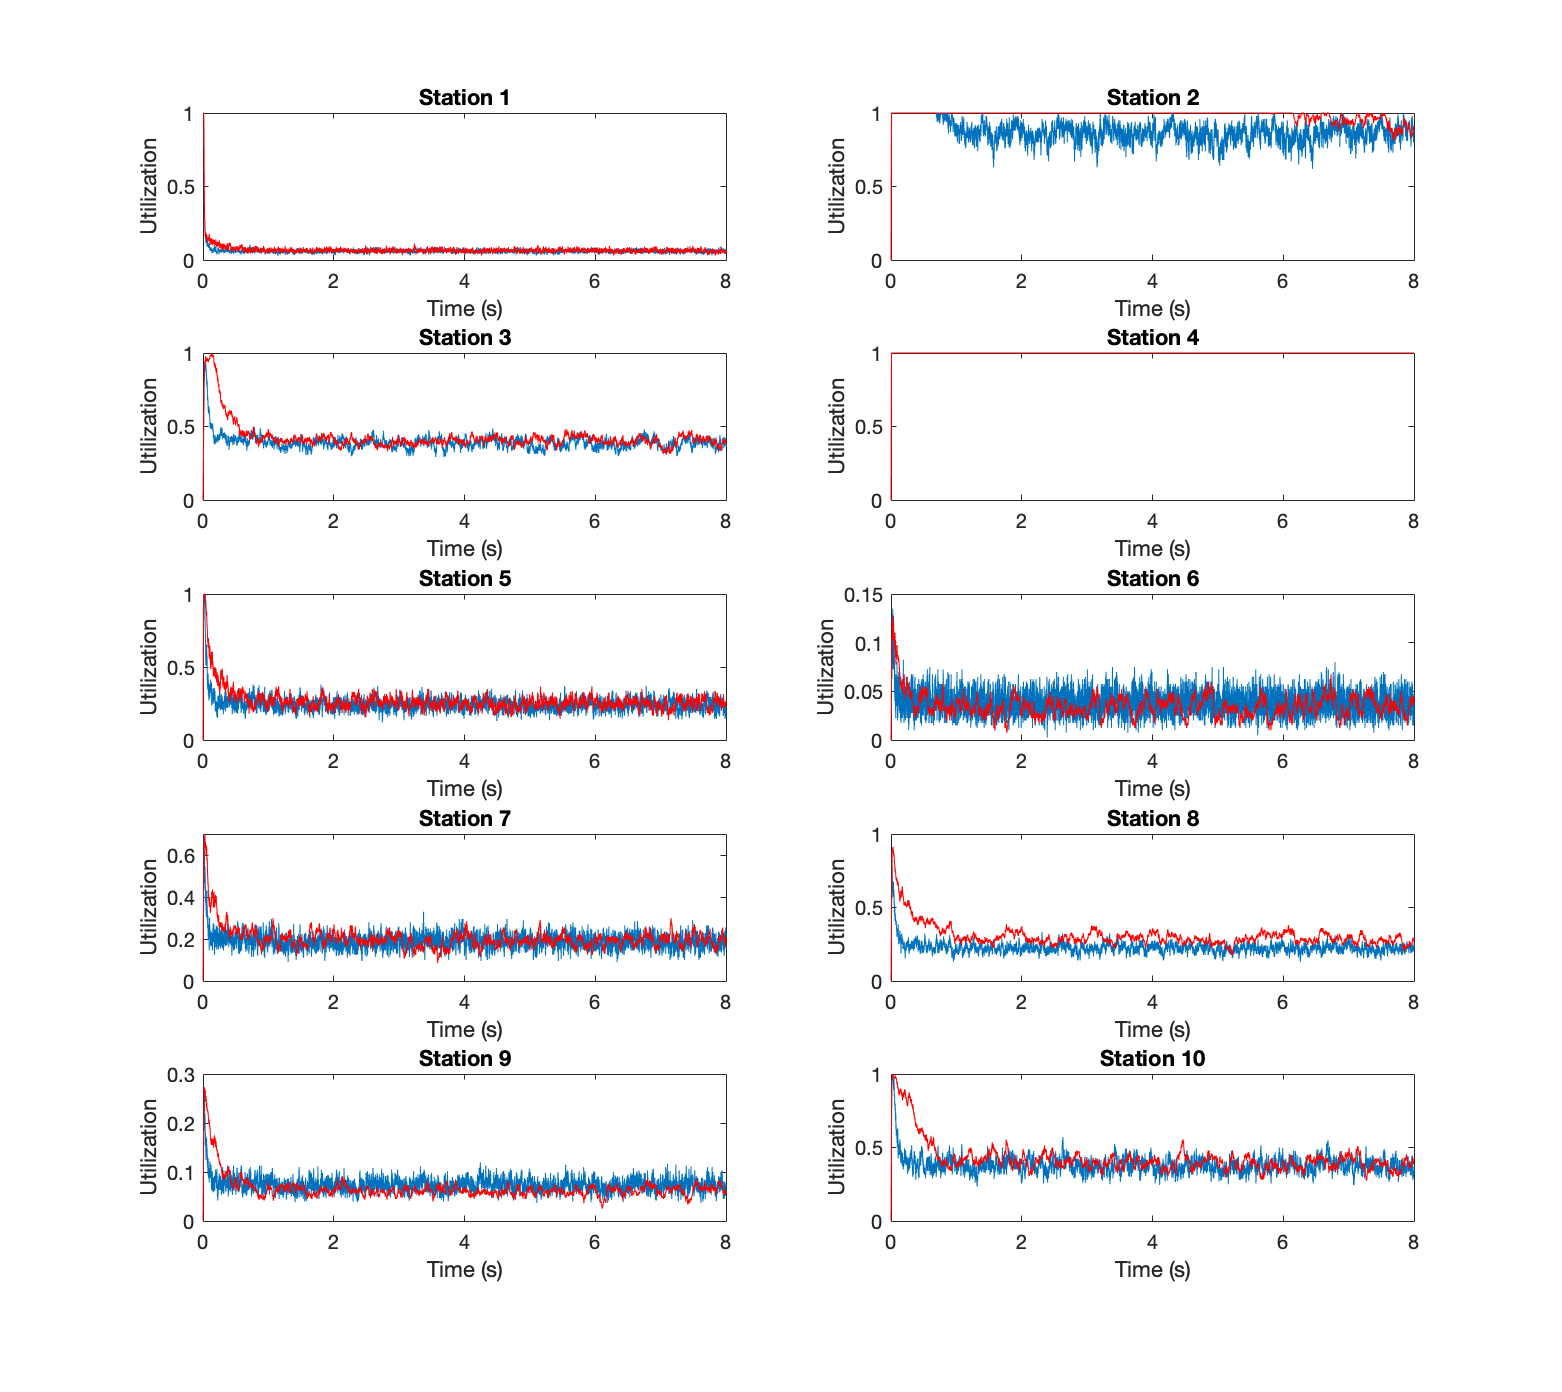 Station 1
1
0.5
0
Utilization
0 2 4 6 8
Time (s)
Station 2
1
0.5
0
Utilization
0 2 4 6 8
Time (s)
Station 3
1
0.5
0
Utilization
0 2 4 6 8
Time (s)
Station 4
1
0.5
0
Utilization
0 2 4 6 8
Time (s)
Station 5
1
0.5
0
Utilization
0 2 4 6 8
Time (s)
Station 6
0.15
0.1
0.05
0
Utilization
0 2 4 6 8
Time (s)
Station 7
0.6
0.4
0.2
0
Utilization
0 2 4 6 8
Time (s)
Station 8
1
0.5
0
Utilization
0 2 4 6 8
Time (s)
Station 9
0.3
0.2
0.1
0
Utilization
0 2 4 6 8
Time (s)
Station 10
1
0.5
0
Utilization
0 2 4 6 8
Time (s)